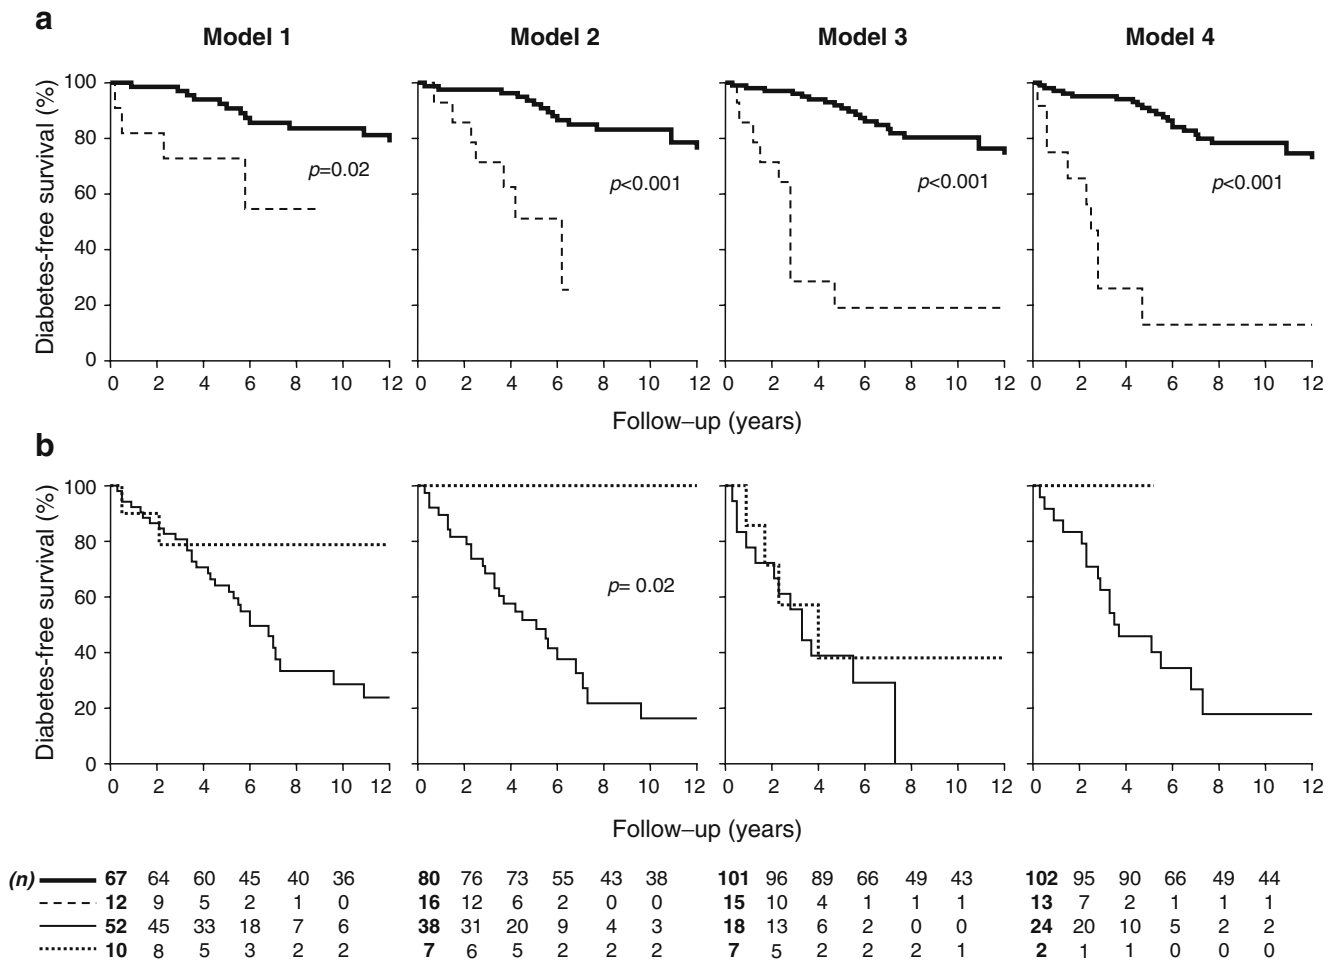 a
Model 1 Model 2 Model 3 Model 4
Diabetes-free survival (%)
100
80
60
40
20
0
p=0.02
p<0.001
p<0.001
p<0.001
0 2 4 6 8 10 12 0 2 4 6 8 10 12 0 2 4 6 8 10 12 0 2 4 6 8 10 12
Follow–up (years)
b
Diabetes-free survival (%)
100
80
60
40
20
0
p= 0.02
0 2 4 6 8 10 12 0 2 4 6 8 10 12 0 2 4 6 8 10 12 0 2 4 6 8 10 12
Follow–up (years)
(n) 67 64 60 45 40 36 80 76 73 55 43 38 101 96 89 66 49 43 102 95 90 66 49 44
12 9 5 2 1 0 16 12 6 2 0 0 15 10 4 1 1 1 13 7 2 1 1 1
52 45 33 18 7 6 38 31 20 9 4 3 18 13 6 2 0 0 24 20 10 5 2 2
10 8 5 3 2 2 7 6 5 2 2 2 7 5 2 2 2 1 2 1 1 0 0 0